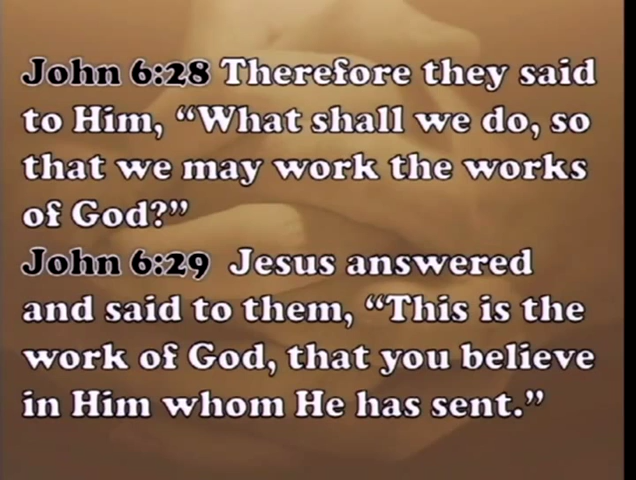 John 6:28 Therefore they said
to Him, “What shall we do, so
that we may work the works
of God?”
John 6:29 Jesus answered
and said to them, “This is the
work of God, that you believe
in Him whom He has sent.”